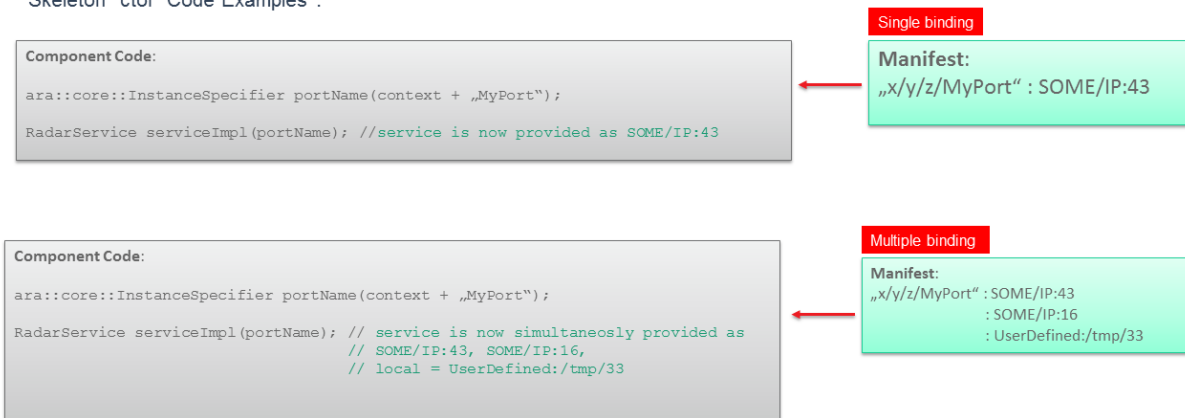 "Skeleton" ctor "Code Examples":
Single binding
Component Code:
ara::core::InstanceSpecifier portName(context + „MyPort“);
RadarService serviceImpl(portName); //service is now provided as SOME/IP:43
Manifest:
„x/y/z/MyPort“ : SOME/IP:43
Multiple binding
Component Code:
ara::core::InstanceSpecifier portName(context + „MyPort“);
RadarService serviceImpl(portName); // service is now simultaneosly provided as
// SOME/IP:43, SOME/IP:16,
// local = UserDefined:/tmp/33
Manifest:
„x/y/z/MyPort“ : SOME/IP:43
: SOME/IP:16
: UserDefined:/tmp/33